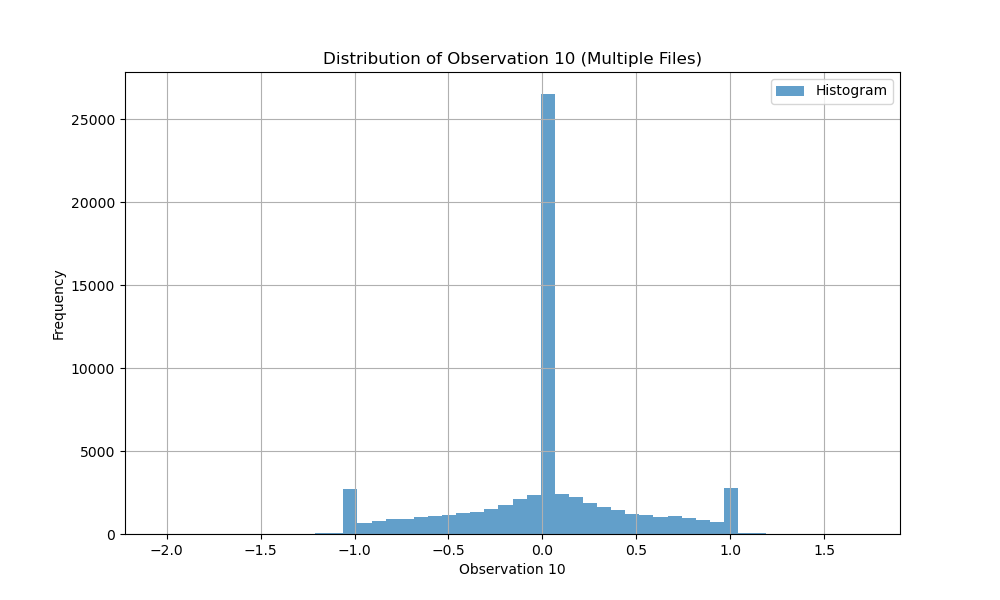 Distribution of Observation 10 (Multiple Files)
Histogram
Frequency
25000
20000
15000
10000
5000
0
−2.0 −1.5 −1.0 −0.5 0.0 0.5 1.0 1.5
Observation 10